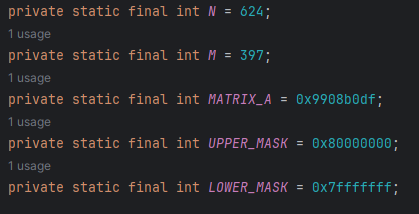 private static final int N = 624;
1 usage
private static final int M = 397;
1 usage
private static final int MATRIX_A = 0x9908b0df;
1 usage
private static final int UPPER_MASK = 0x80000000;
1 usage
private static final int LOWER_MASK = 0x7fffffff;